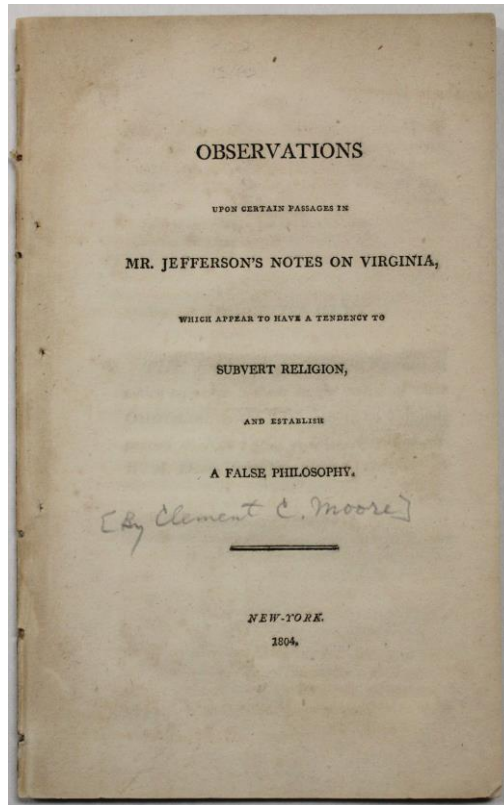 OBSERVATIONS
UPON CERTAIN PASSAGES IN
MR. JEFFERSON'S NOTES ON VIRGINIA,
WHICH APPEAR TO HAVE A TENDENCY TO
SUBVERT RELIGION,
AND ESTABLISH
A FALSE PHILOSOPHY.
[By Clement C. Moore]
NEW-YORK.
1804.